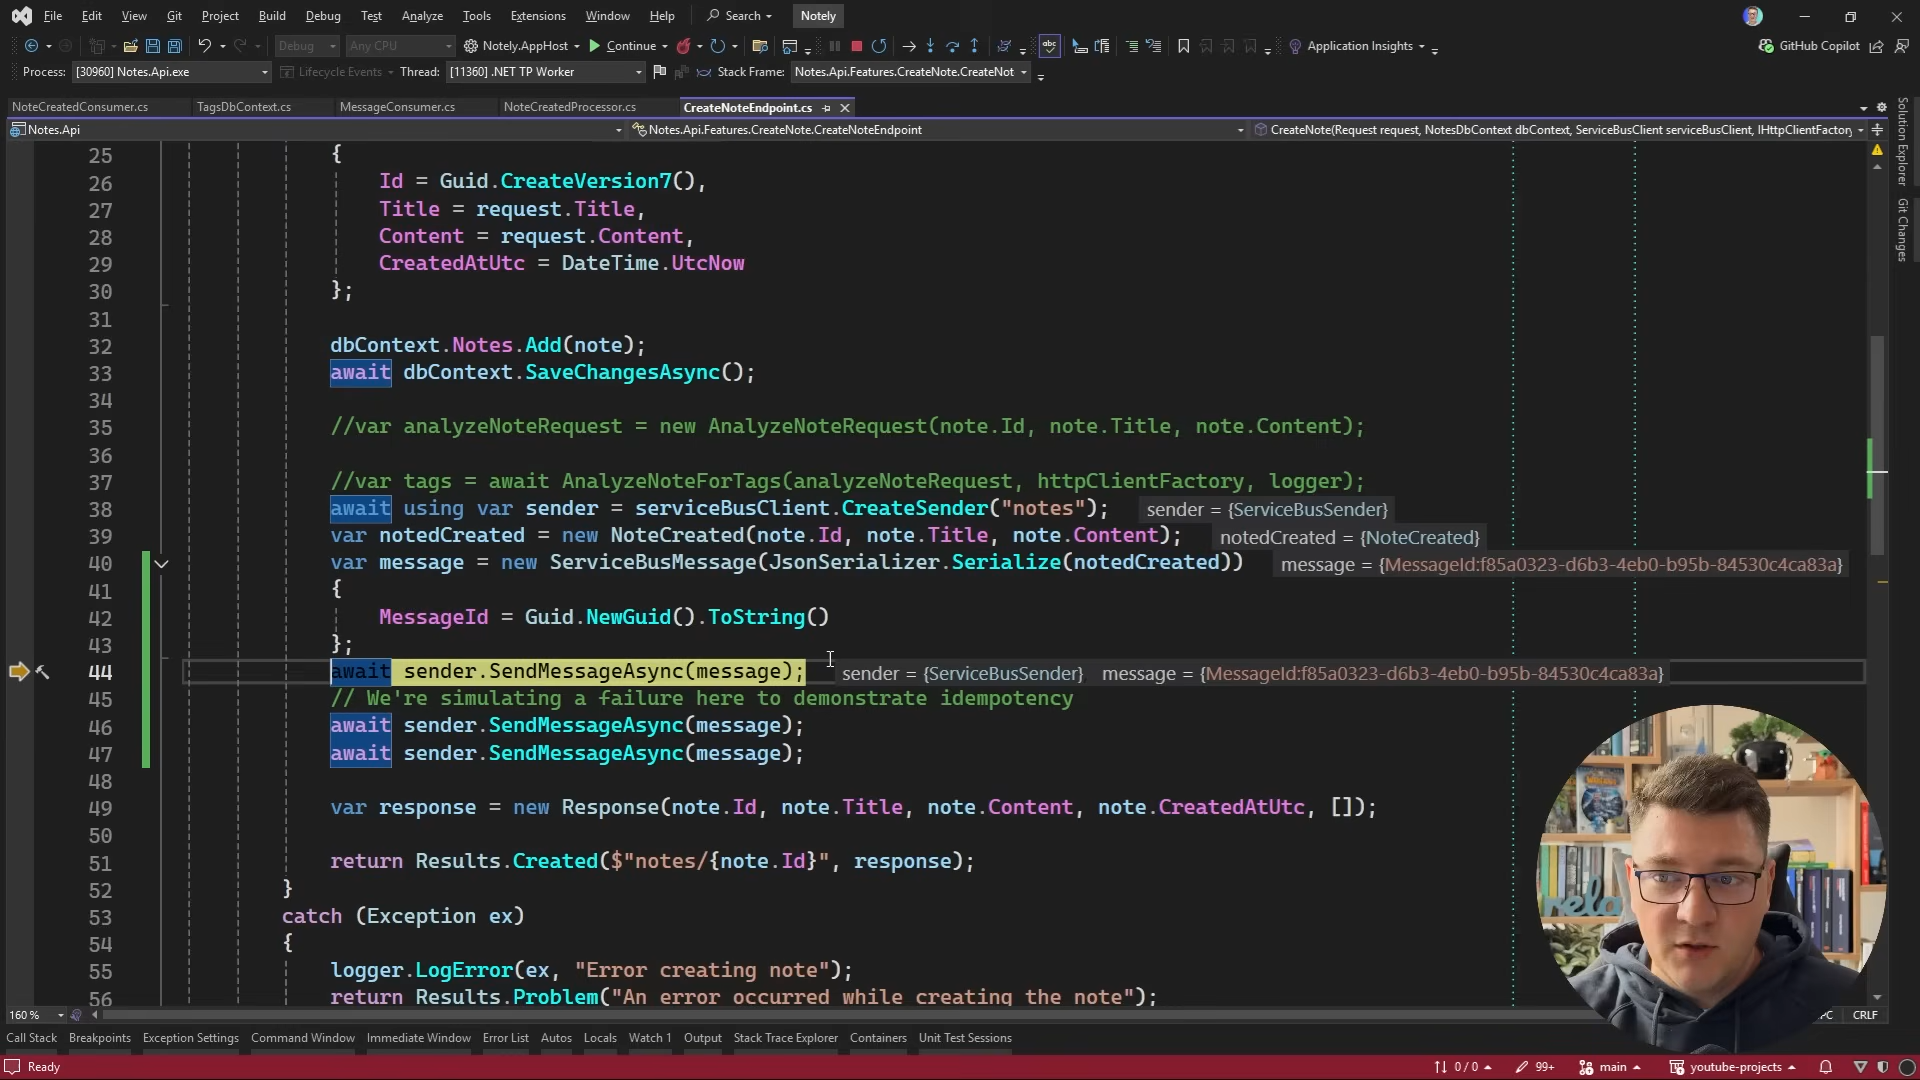 File Edit View Git Project Build Debug Test Analyze Tools Extensions Window Help Search Notely
Debug Any CPU Notely.AppHost Continue Application Insights GitHub Copilot
Process: [30960] Notes.Api.exe Lifecycle Events Thread: [11360] .NET TP Worker Stack Frame: Notes.Api.Features.CreateNote.CreateNot
NoteCreatedConsumer.cs TagsDbContext.cs MessageConsumer.cs NoteCreatedProcessor.cs CreateNoteEndpoint.cs
Notes.Api Notes.Api.Features.CreateNote.CreateNoteEndpoint CreateNote(Request request, NotesDbContext dbContext, ServiceBusClient serviceBusClient, IHttpClientFactory
Solution Explorer
Git Changes
25 {
26 Id = Guid.CreateVersion7(),
27 Title = request.Title,
28 Content = request.Content,
29 CreatedAtUtc = DateTime.UtcNow
30 };
31
32 dbContext.Notes.Add(note);
33 await dbContext.SaveChangesAsync();
34
35 //var analyzeNoteRequest = new AnalyzeNoteRequest(note.Id, note.Title, note.Content);
36
37 //var tags = await AnalyzeNoteForTags(analyzeNoteRequest, httpClientFactory, logger);
38 await using var sender = serviceBusClient.CreateSender("notes"); sender = {ServiceBusSender}
39 var notedCreated = new NoteCreated(note.Id, note.Title, note.Content); notedCreated = {NoteCreated}
40 var message = new ServiceBusMessage(JsonSerializer.Serialize(notedCreated)) message = {MessageId:f85a0323-d6b3-4eb0-b95b-84530c4ca83a}
41 {
42 MessageId = Guid.NewGuid().ToString()
43 };
44 await sender.SendMessageAsync(message); sender = {ServiceBusSender} message = {MessageId:f85a0323-d6b3-4eb0-b95b-84530c4ca83a}
45 // We're simulating a failure here to demonstrate idempotency
46 await sender.SendMessageAsync(message);
47 await sender.SendMessageAsync(message);
48
49 var response = new Response(note.Id, note.Title, note.Content, note.CreatedAtUtc, []);
50
51 return Results.Created($"notes/{note.Id}", response);
52 }
53 catch (Exception ex)
54 {
55 logger.LogError(ex, "Error creating note");
56 return Results.Problem("An error occurred while creating the note");
160 % CRLF
Call Stack Breakpoints Exception Settings Command Window Immediate Window Error List Autos Locals Watch 1 Output Stack Trace Explorer Containers Unit Test Sessions
Ready 0 / 0 99+ main youtube-projects